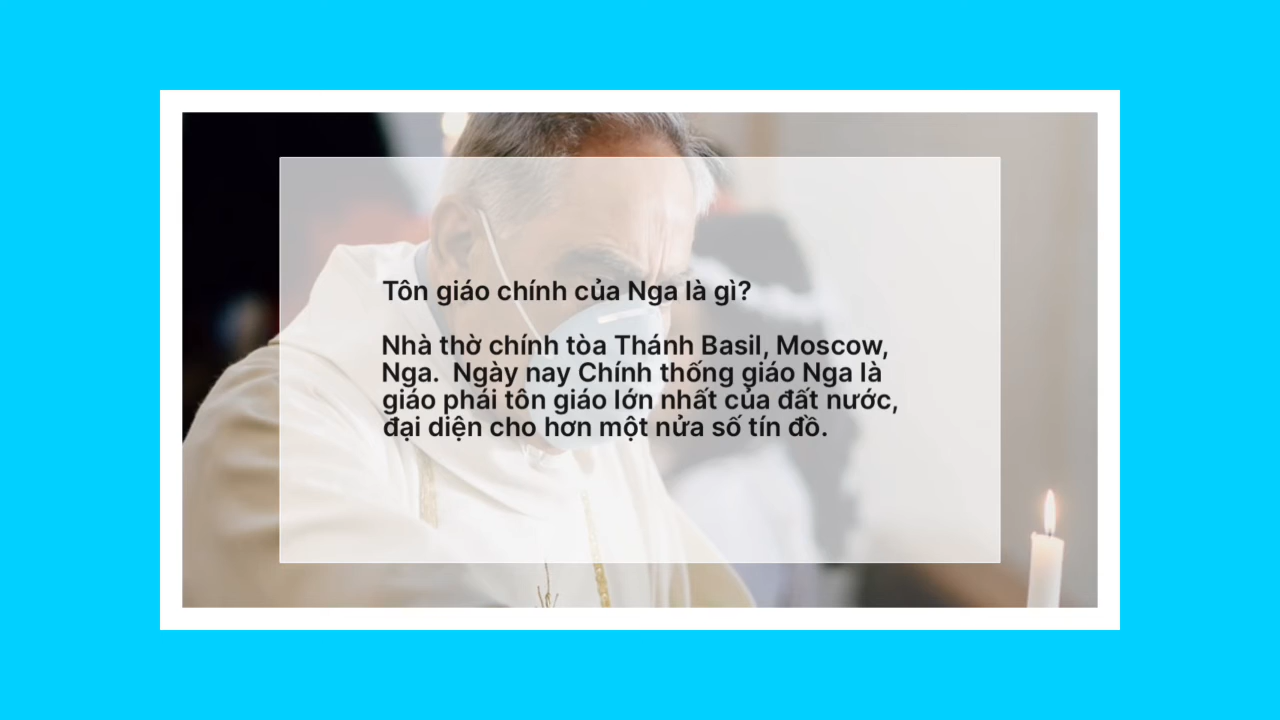 Tôn giáo chính của Nga là gì?
Nhà thờ chính tòa Thánh Basil, Moscow,
Nga.  Ngày nay Chính thống giáo Nga là
giáo phái tôn giáo lớn nhất của đất nước,
đại diện cho hơn một nửa số tín đồ.